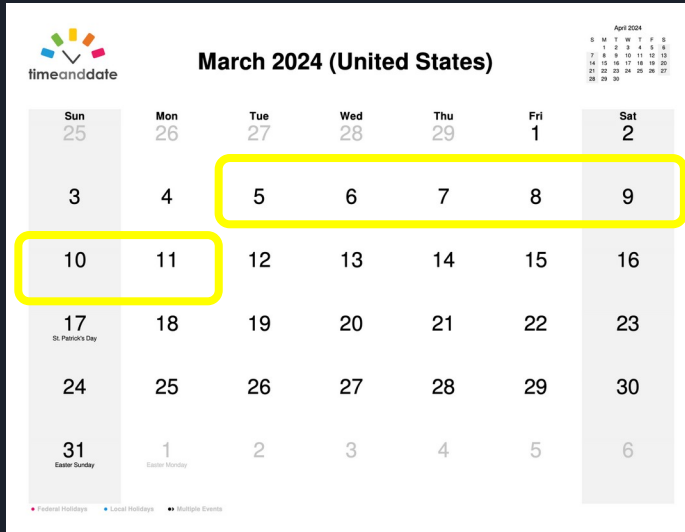 timeanddate
March 2024 (United States)
April 2024
S M T W T F S
1 2 3 4 5 6
7 8 9 10 11 12 13
14 15 16 17 18 19 20
21 22 23 24 25 26 27
28 29 30
Sun Mon Tue Wed Thu Fri Sat
25 26 27 28 29 1 2
3 4 5 6 7 8 9
10 11 12 13 14 15 16
17 18 19 20 21 22 23
St. Patrick's Day
24 25 26 27 28 29 30
31 1 2 3 4 5 6
Easter Sunday Easter Monday
Federal Holidays Local Holidays Multiple Events